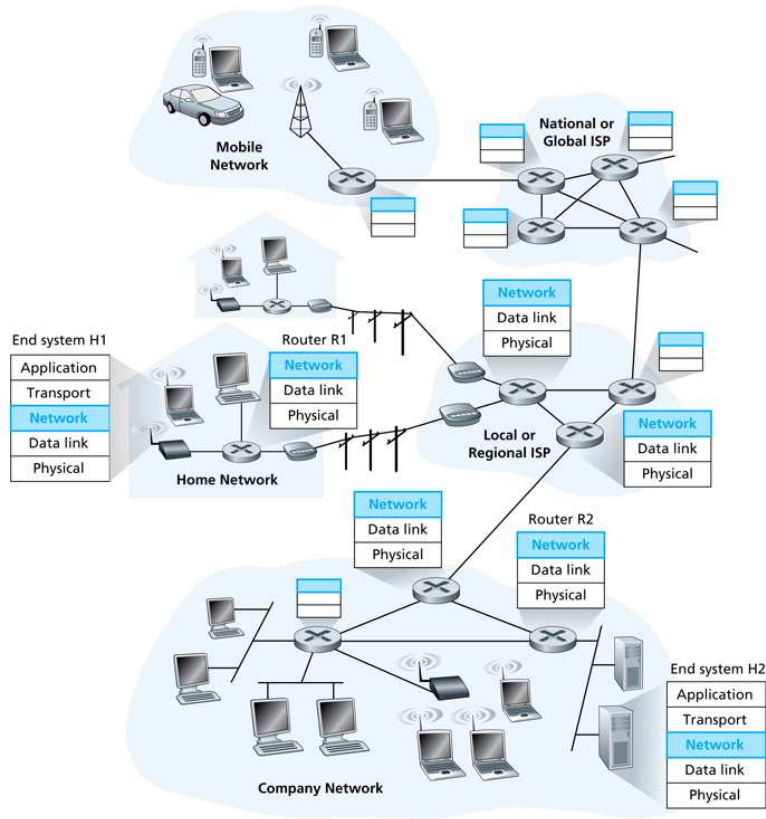 Mobile
Network
National or
Global ISP
Network
Data link
Physical
End system H1
Application
Transport
Network
Data link
Physical
Router R1
Network
Data link
Physical
Home Network
Local or
Regional ISP
Network
Data link
Physical
Network
Data link
Physical
Router R2
Network
Data link
Physical
End system H2
Application
Transport
Network
Data link
Physical
Company Network